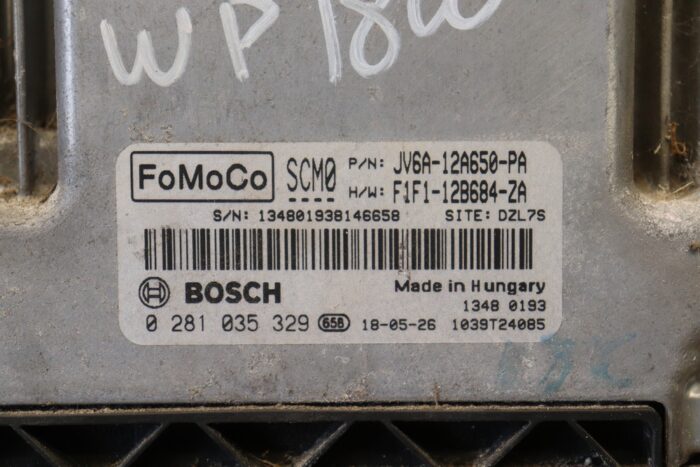 WP18W
FoMoCo SCM0 P/N: JV6A-12A650-PA
H/W: F1F1-12B684-ZA
S/N: 134801938146658 SITE: DZL7S
BOSCH Made in Hungary
1348 0193
0 281 035 329 658 18-05-26 1039T24085